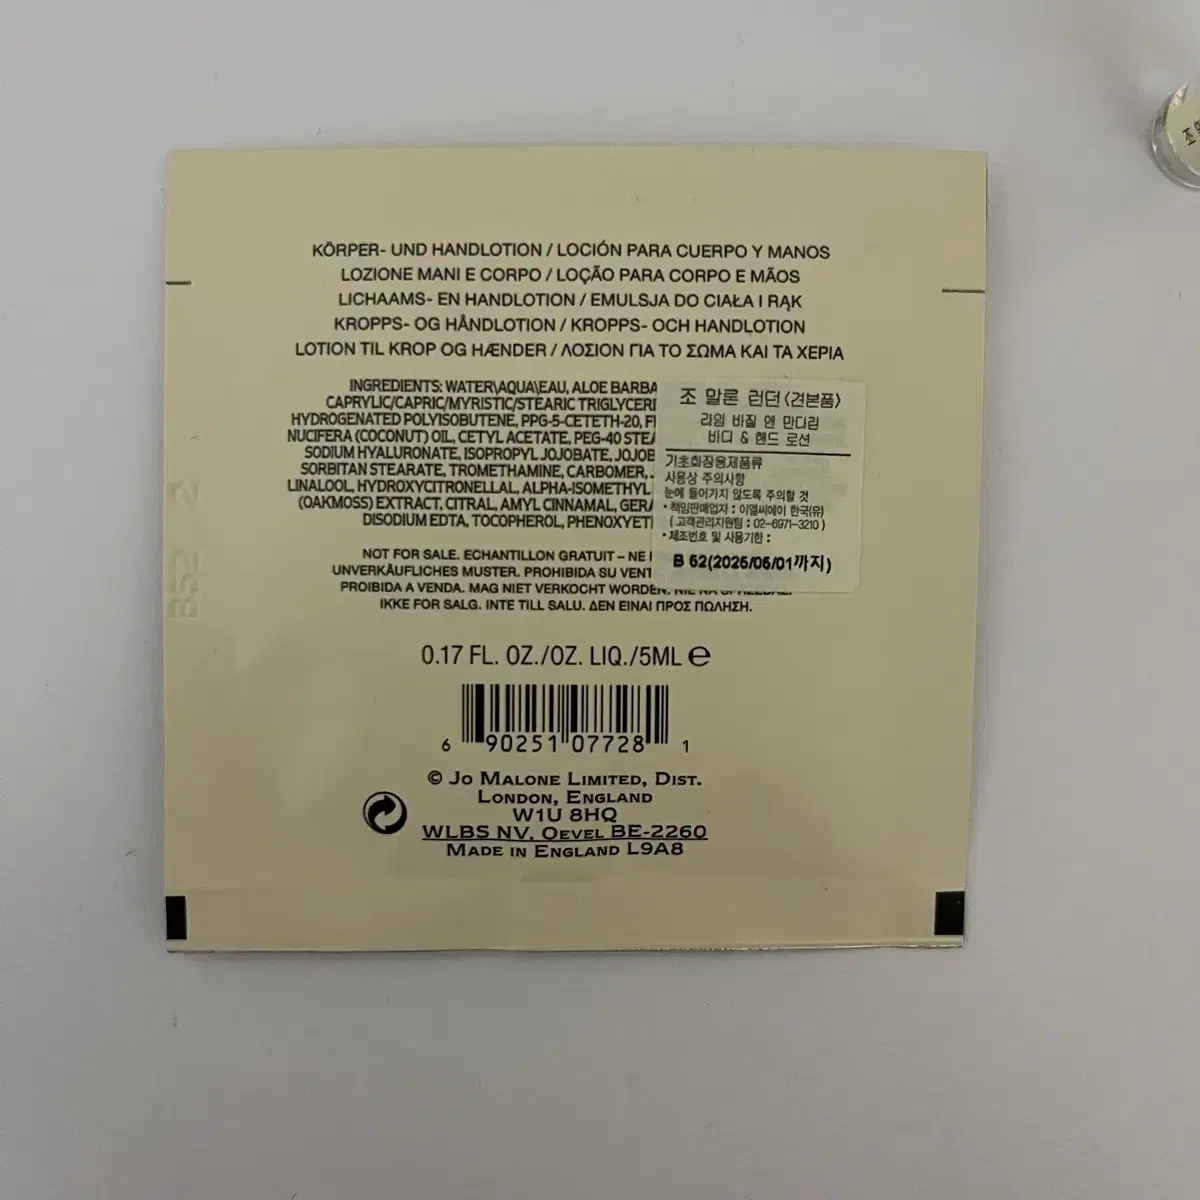 KÖRPER- UND HANDLOTION / LOCIÓN PARA CUERPO Y MANOS
LOZIONE MANI E CORPO / LOÇÃO PARA CORPO E MÃOS
LICHAAMS- EN HANDLOTION / EMULSJA DO CIAŁA I RĄK
KROPPS- OG HÅNDLOTION / KROPPS- OCH HANDLOTION
LOTION TIL KROP OG HÆNDER / ΛΟΣΙΟΝ ΓΙΑ ΤΟ ΣΩΜΑ ΚΑΙ ΤΑ ΧΕΡΙΑ
INGREDIENTS: WATER\AQUA\EAU, ALOE BARBA
CAPRYLIC/CAPRIC/MYRISTIC/STEARIC TRIGLYCERI
HYDROGENATED POLYISOBUTENE, PPG-5-CETETH-20,
NUCIFERA (COCONUT) OIL, CETYL ACETATE, PEG-40 STEA
SODIUM HYALURONATE, ISOPROPYL JOJOBATE, JOJOB
SORBITAN STEARATE, TROMETHAMINE, CARBOMER,
LINALOOL, HYDROXYCITRONELLAL, ALPHA-ISOMETHYL
(OAKMOSS) EXTRACT, CITRAL, AMYL CINNAMAL, GERA
DISODIUM EDTA, TOCOPHEROL, PHENOXYET
조 말론 런던〈견본품〉
라임 바질 앤 만다린
바디 & 핸드 로션
기초화장용제품류
사용상 주의사항
눈에 들어가지 않도록 주의할 것
・책임판매업자 : 이엘씨에이 한국(유)
( 고객관리지원팀 : 02-6971-3210 )
・제조번호 및 사용기한 :
B 52(2025/05/01까지)
NOT FOR SALE. ECHANTILLON GRATUIT – NE
UNVERKÄUFLICHES MUSTER. PROHIBIDA SU VENT
PROIBIDA A VENDA. MAG NIET VERKOCHT WORDEN.
IKKE FOR SALG. INTE TILL SALU. ΔΕΝ ΕΙΝΑΙ ΠΡΟΣ ΠΩΛΗΣΗ.
B52 2
0.17 FL. OZ./OZ. LIQ./5ML ℮
6 90251 07728 1
© JO MALONE LIMITED, DIST.
LONDON, ENGLAND
W1U 8HQ
WLBS NV, OEVEL BE-2260
MADE IN ENGLAND L9A8